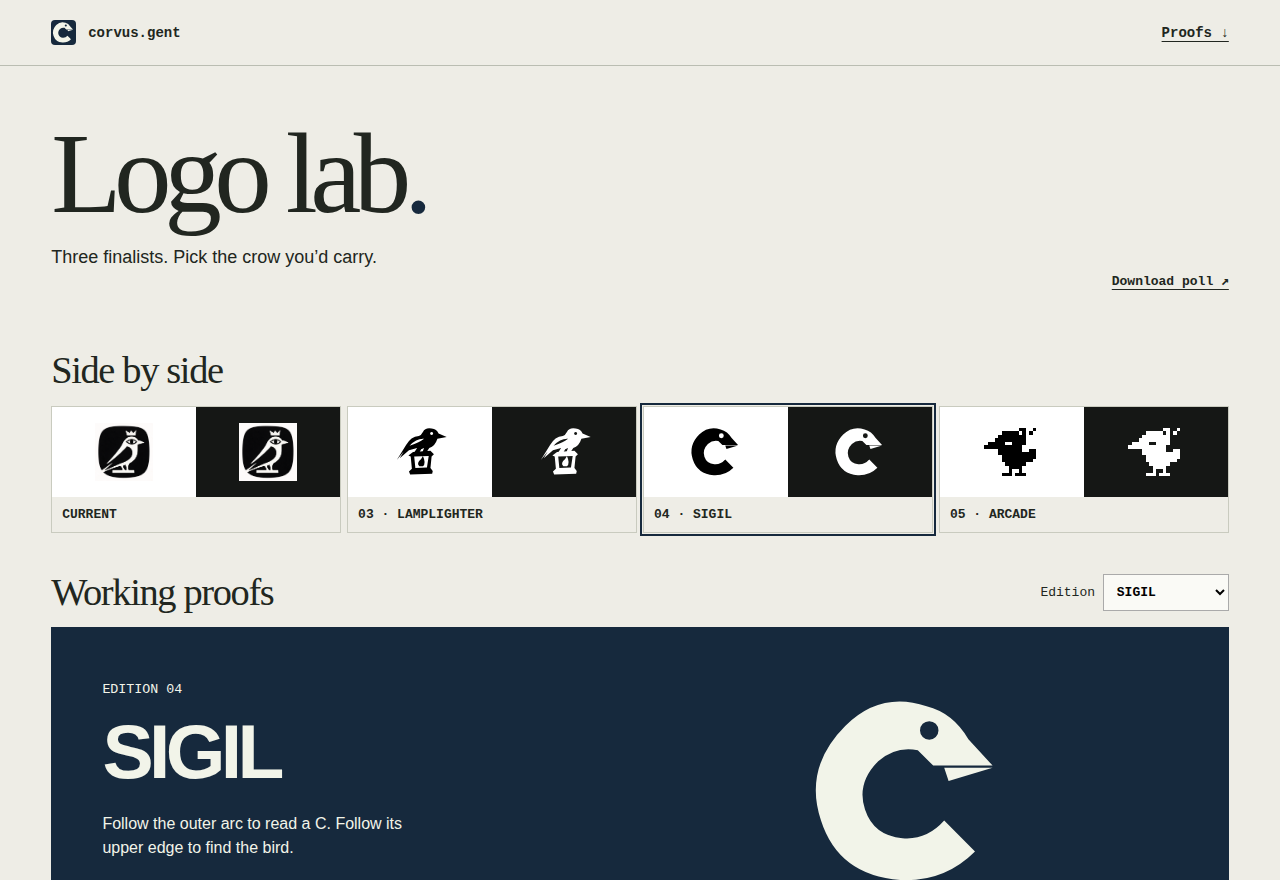 corvus.gent
Proofs ↓
Logo lab.
Three finalists. Pick the crow you’d carry.
Download poll ↗
Side by side
CURRENT
03 · LAMPLIGHTER
04 · SIGIL
05 · ARCADE
Working proofs
Edition
SIGIL
EDITION 04
SIGIL
Follow the outer arc to read a C. Follow its
upper edge to find the bird.